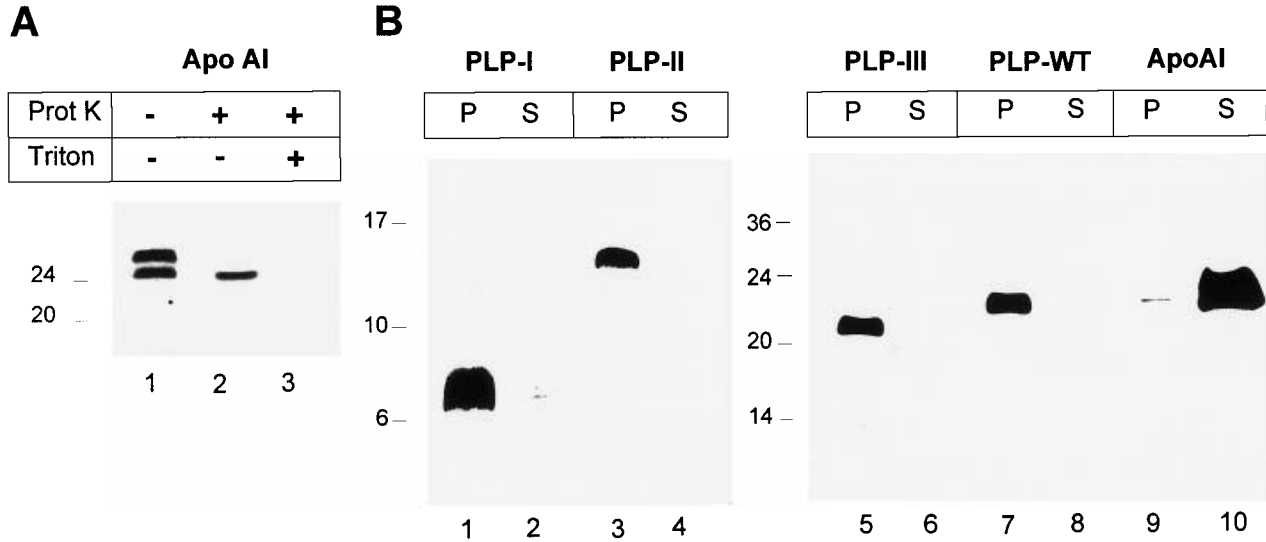 A
Apo AI
Prot K - + +
Triton - - +
24
20
1 2 3
B
PLP-I PLP-II
P S P S
17
10
6
1 2 3 4
PLP-III PLP-WT ApoAI
P S P S P S
36
24
20
14
5 6 7 8 9 10